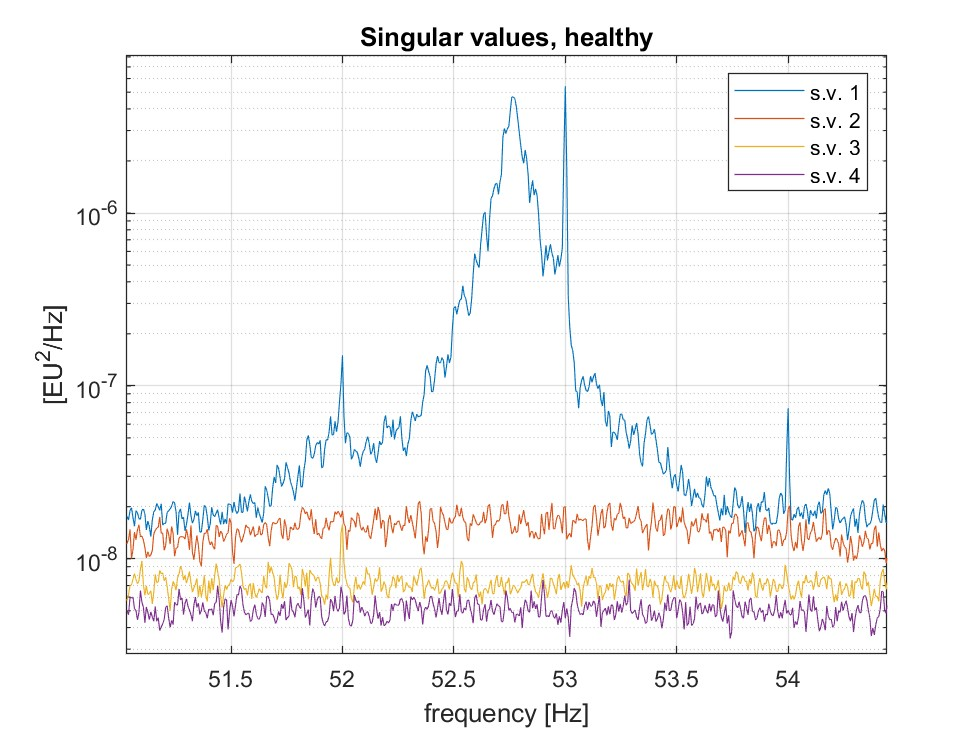 Singular values, healthy
s.v. 1
s.v. 2
s.v. 3
s.v. 4
10^-6
10^-7
10^-8
[EU^2/Hz]
51.5 52 52.5 53 53.5 54
frequency [Hz]